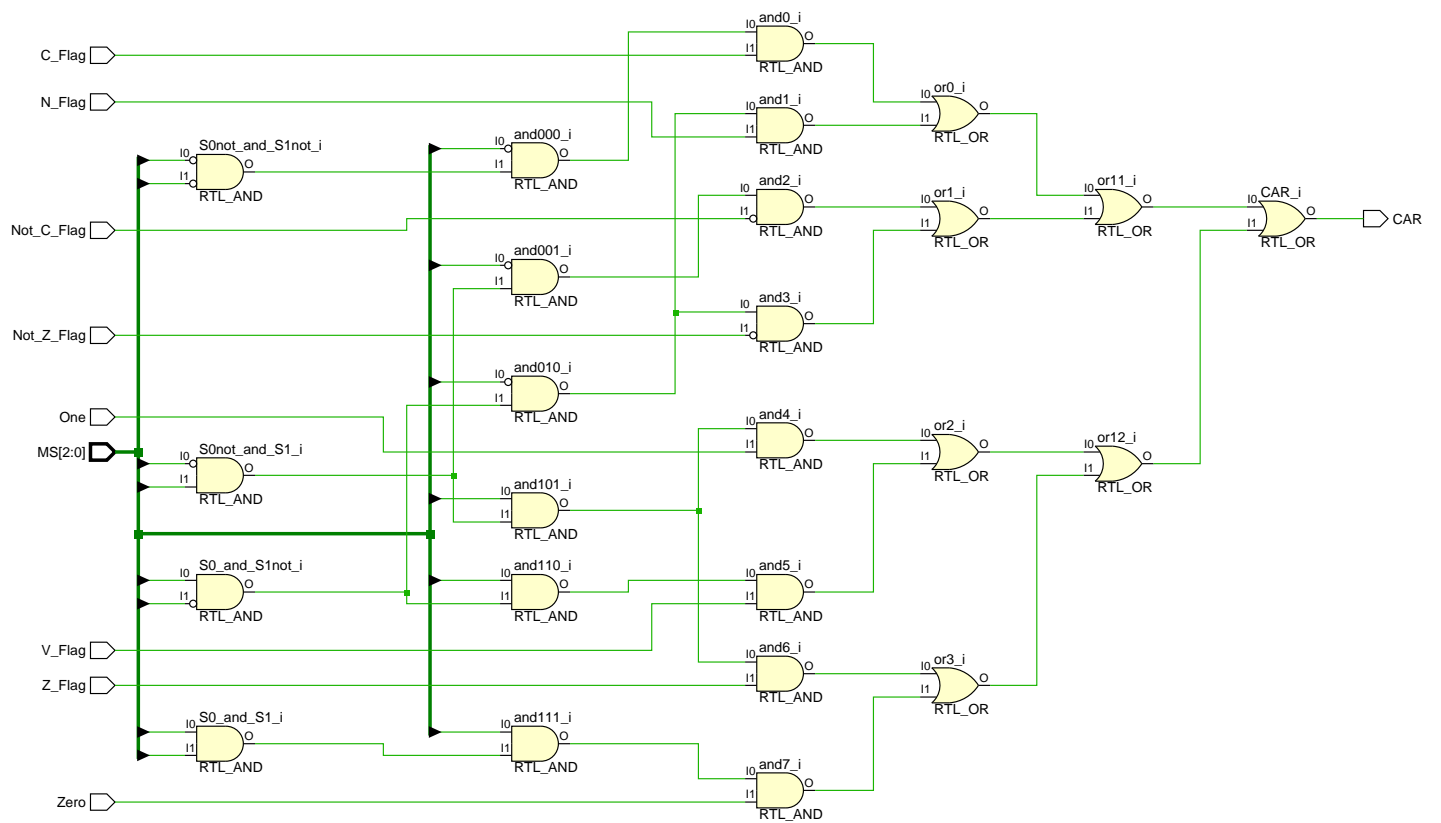 C_Flag
N_Flag
Not_C_Flag
Not_Z_Flag
One
MS[2:0]
V_Flag
Z_Flag
Zero
S0not_and_S1not_i
I0
I1
O
RTL_AND
S0not_and_S1_i
I0
I1
O
RTL_AND
S0_and_S1not_i
I0
I1
O
RTL_AND
S0_and_S1_i
I0
I1
O
RTL_AND
and000_i
I0
I1
O
RTL_AND
and001_i
I0
I1
O
RTL_AND
and010_i
I0
I1
O
RTL_AND
and101_i
I0
I1
O
RTL_AND
and110_i
I0
I1
O
RTL_AND
and111_i
I0
I1
O
RTL_AND
and0_i
I0
I1
O
RTL_AND
and1_i
I0
I1
O
RTL_AND
and2_i
I0
I1
O
RTL_AND
and3_i
I0
I1
O
RTL_AND
and4_i
I0
I1
O
RTL_AND
and5_i
I0
I1
O
RTL_AND
and6_i
I0
I1
O
RTL_AND
and7_i
I0
I1
O
RTL_AND
or0_i
I0
I1
O
RTL_OR
or1_i
I0
I1
O
RTL_OR
or2_i
I0
I1
O
RTL_OR
or3_i
I0
I1
O
RTL_OR
or11_i
I0
I1
O
RTL_OR
or12_i
I0
I1
O
RTL_OR
CAR_i
I0
I1
O
RTL_OR
CAR